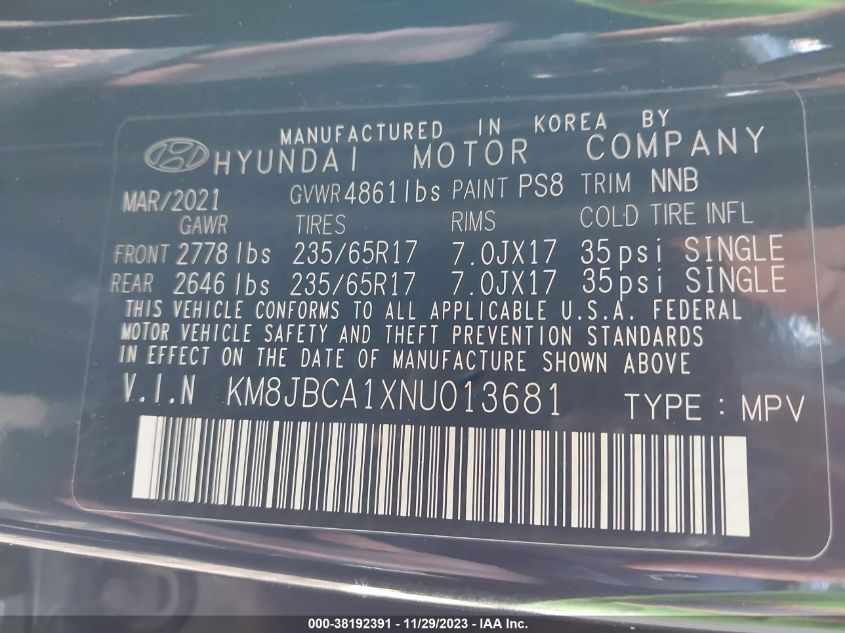 MANUFACTURED IN KOREA BY
HYUNDAI MOTOR COMPANY
MAR/2021 GVWR 4861lbs PAINT PS8 TRIM NNB
GAWR TIRES RIMS COLD TIRE INFL
FRONT 2778 lbs 235/65R17 7.0JX17 35psi SINGLE
REAR 2646 lbs 235/65R17 7.0JX17 35psi SINGLE
THIS VEHICLE CONFORMS TO ALL APPLICABLE U.S.A. FEDERAL
MOTOR VEHICLE SAFETY AND THEFT PREVENTION STANDARDS
IN EFFECT ON THE DATE OF MANUFACTURE SHOWN ABOVE
V.I.N KM8JBCA1XNU013681 TYPE : MPV
000-38192391 - 11/29/2023 - IAA Inc.